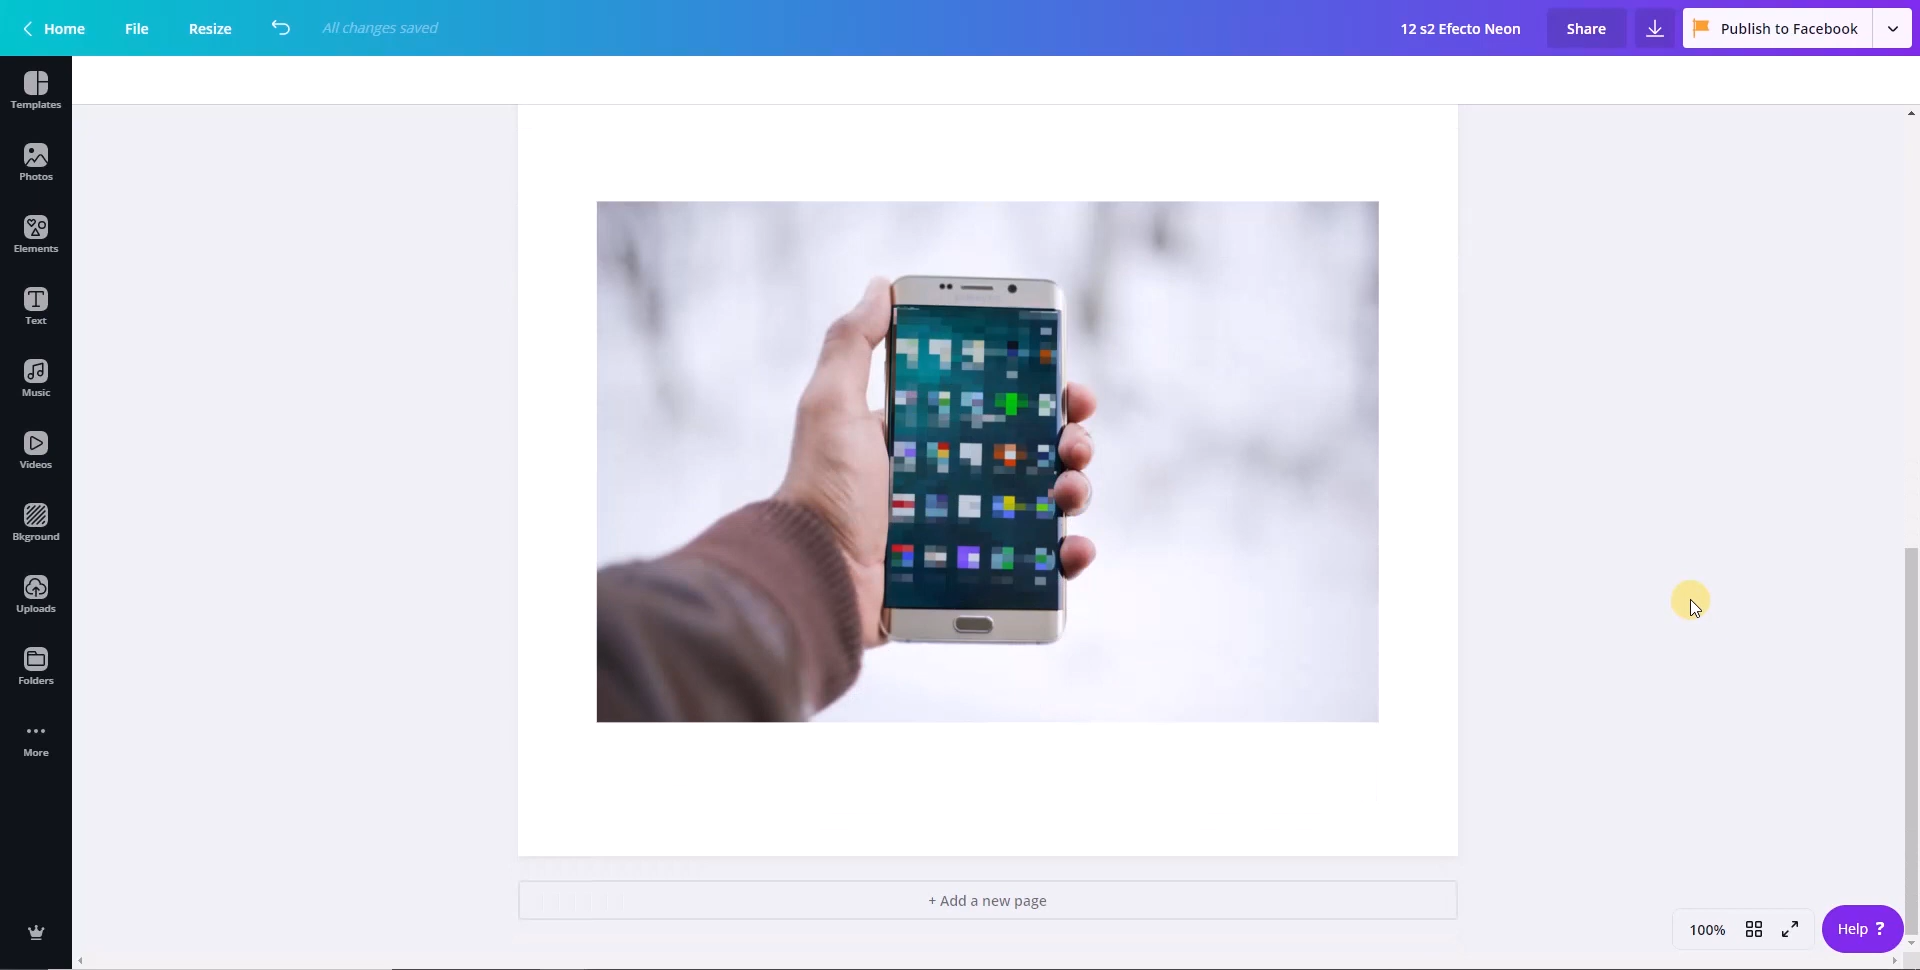 Home
File
Resize
All changes saved
12 s2 Efecto Neon
Share
Publish to Facebook
Templates
Photos
Elements
Text
Music
Videos
Bkground
Uploads
Folders
More
+ Add a new page
100%
Help ?